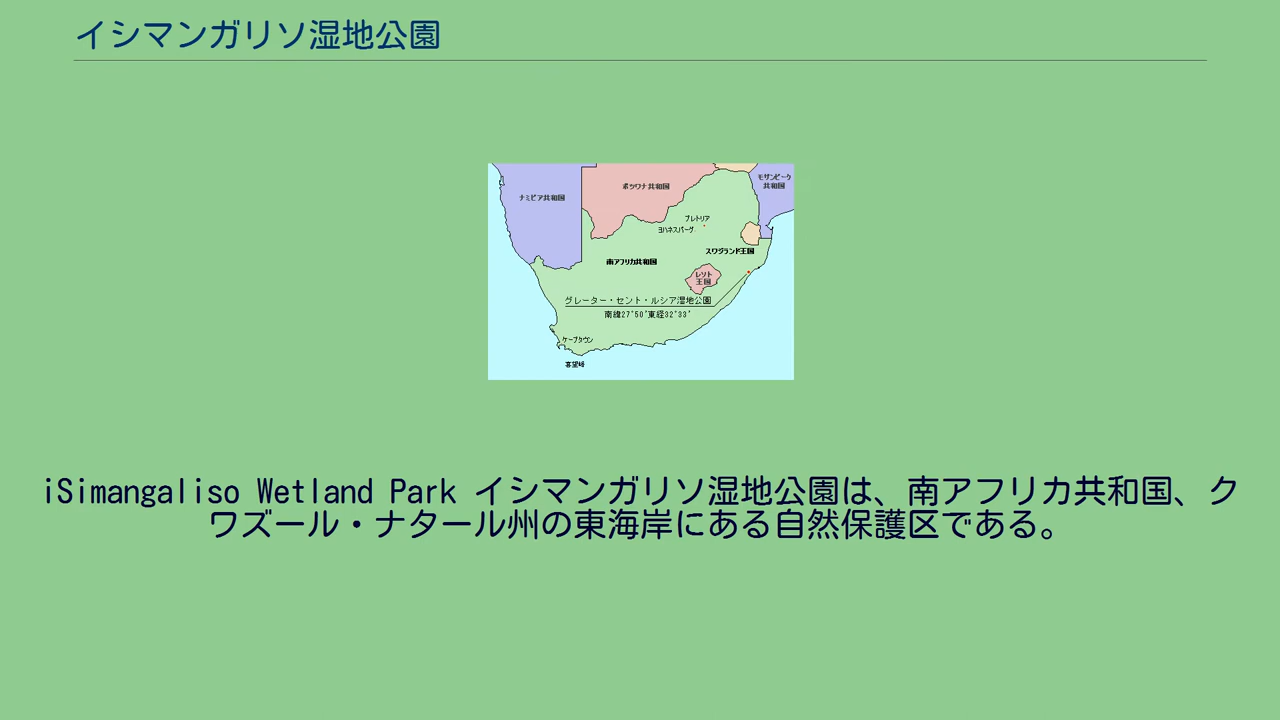 イシマンガリソ湿地公園
ナミビア共和国
ボツワナ共和国
モザンビーク
共和国
プレトリア
ヨハネスバーグ
スワジランド王国
南アフリカ共和国
レソト
王国
グレーター・セント・ルシア湿地公園
南緯27°50′東経32°33′
ケープタウン
喜望峰
iSimangaliso Wetland Park イシマンガリソ湿地公園は、南アフリカ共和国、ク
ワズール・ナタール州の東海岸にある自然保護区である。